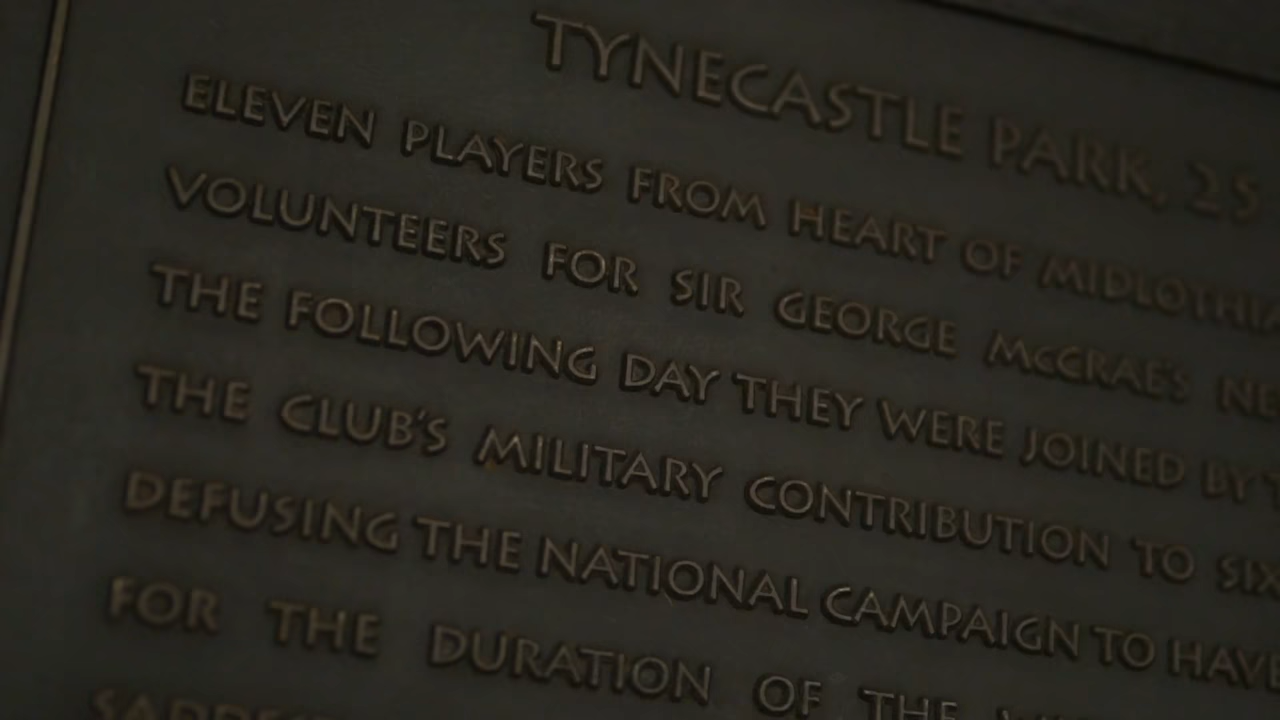 TYNECASTLE PARK, 25
ELEVEN PLAYERS FROM HEART OF MIDLOTHIA
VOLUNTEERS FOR SIR GEORGE McCRAE'S NE
THE FOLLOWING DAY THEY WERE JOINED BY
THE CLUB'S MILITARY CONTRIBUTION TO SIX
DEFUSING THE NATIONAL CAMPAIGN TO HAVE
FOR THE DURATION OF THE